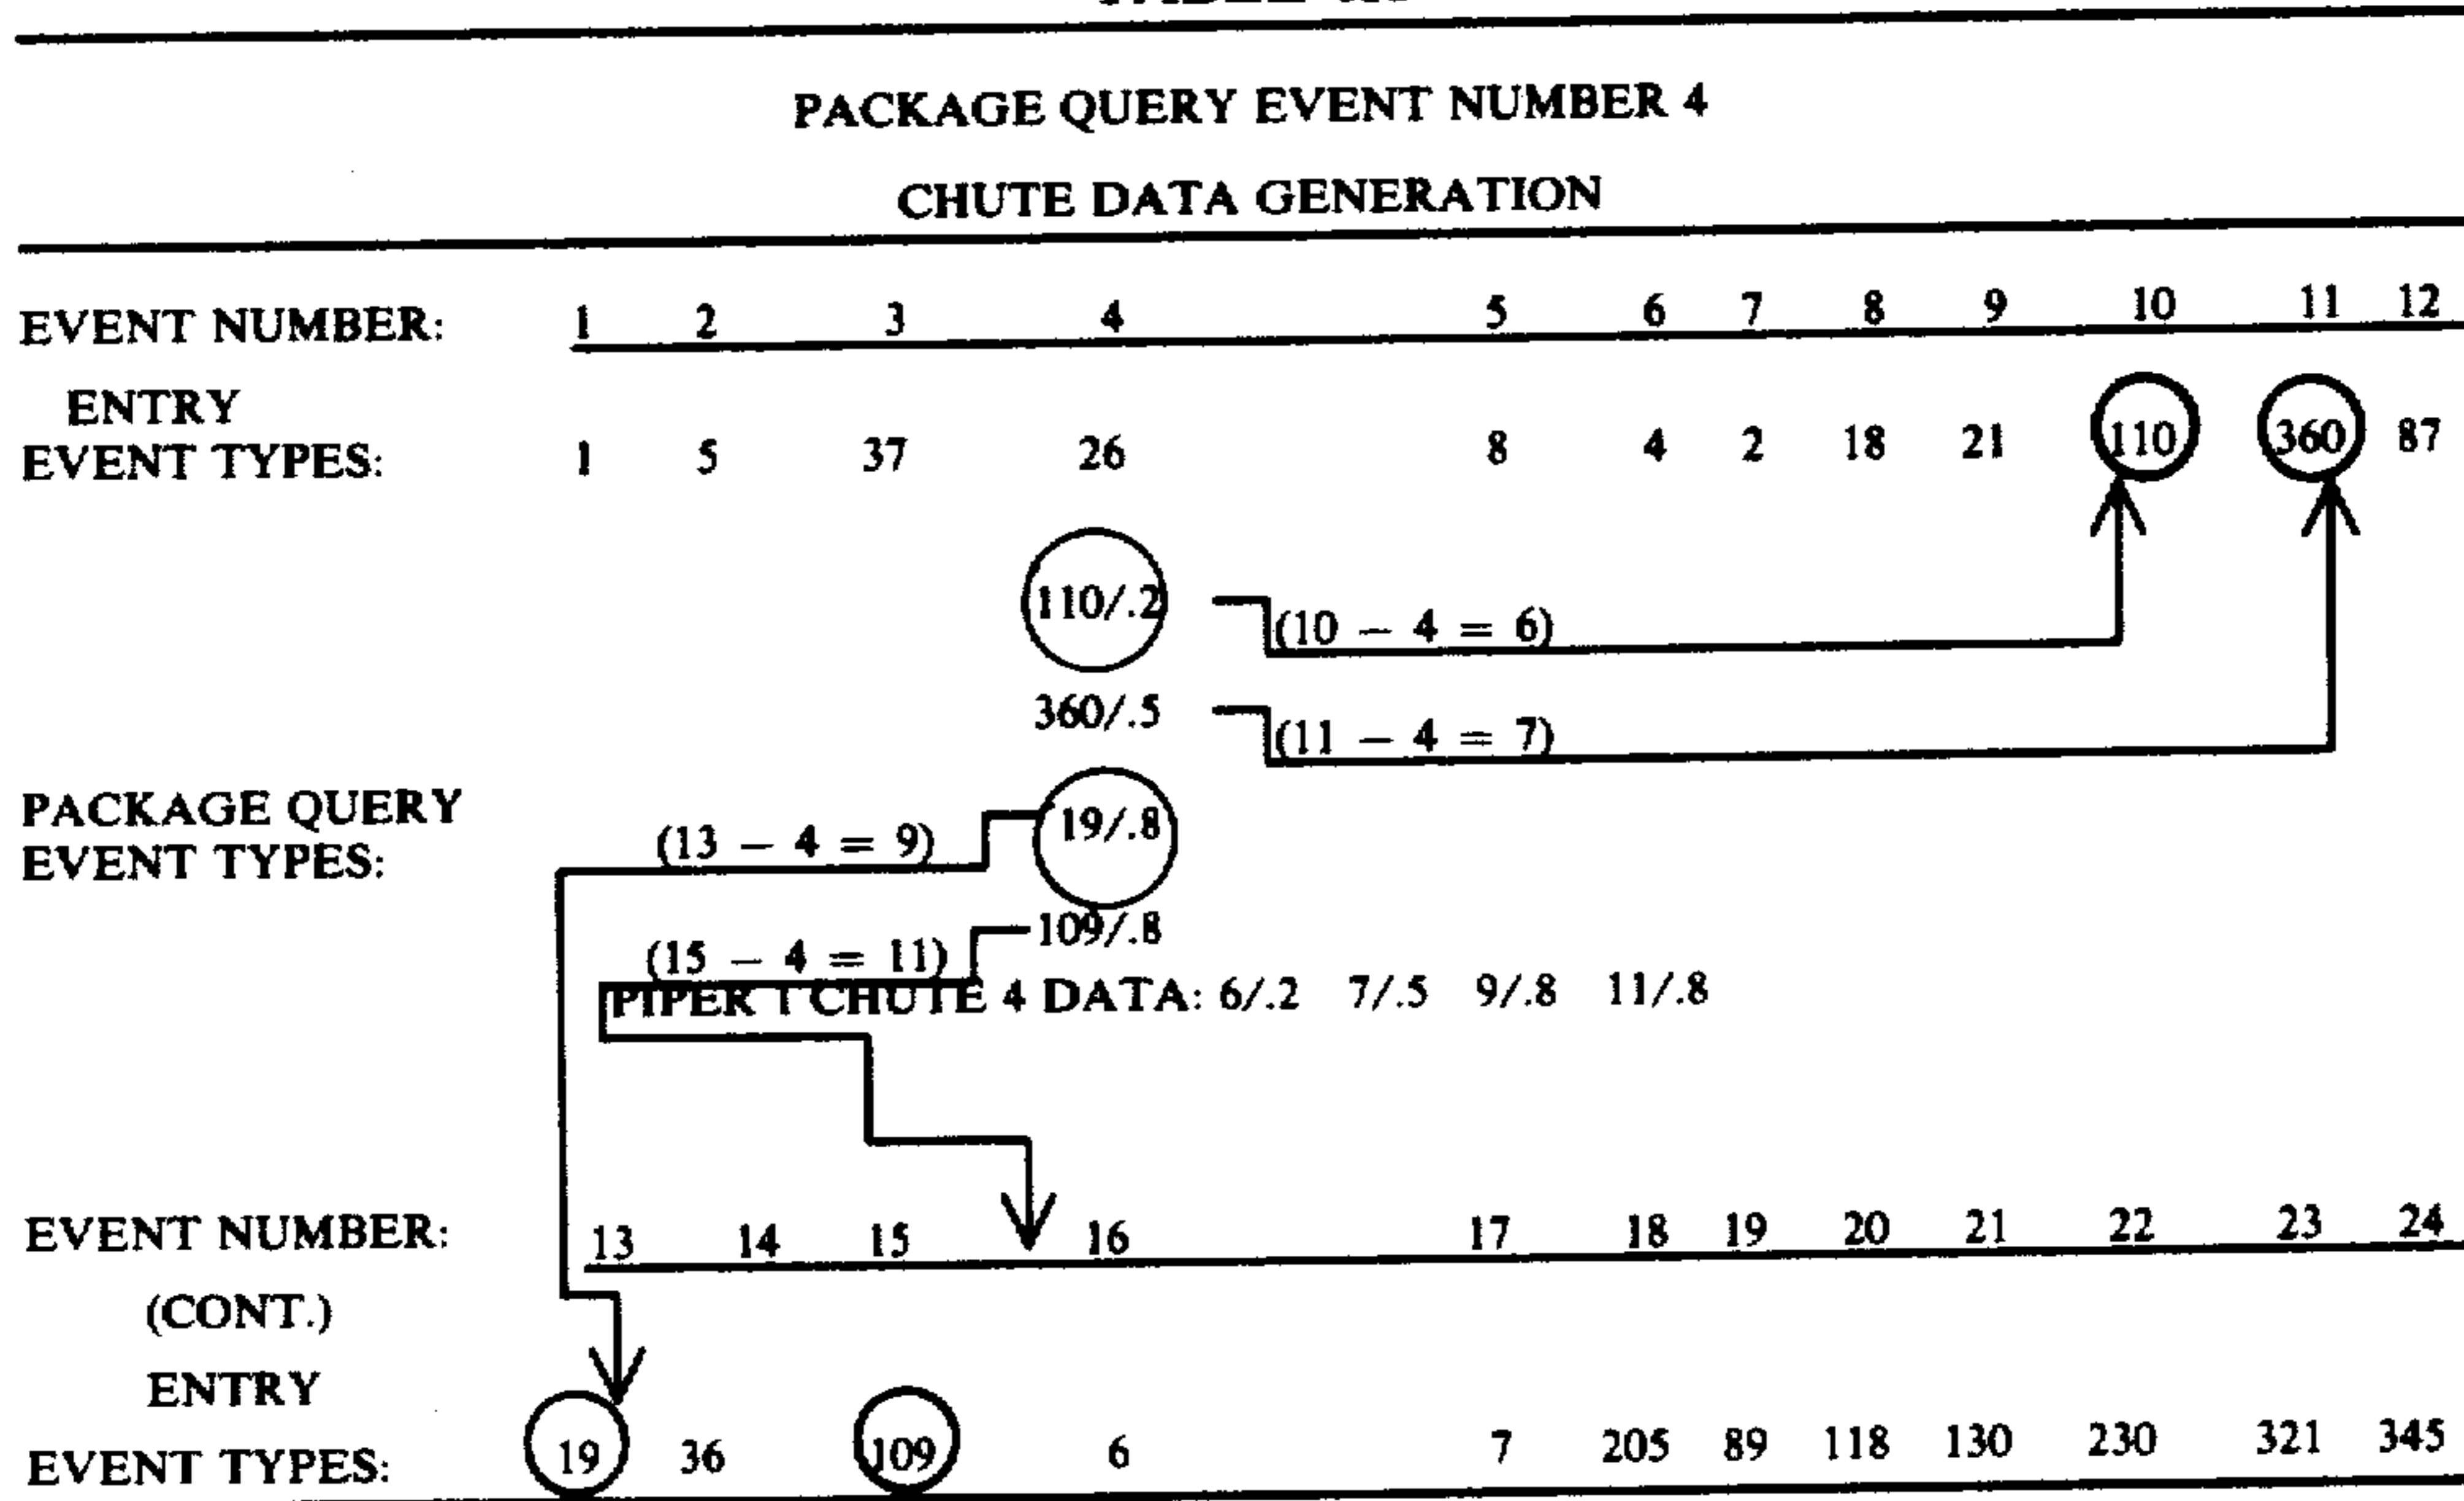 PACKAGE QUERY EVENT NUMBER 4
CHUTE DATA GENERATION
EVENT NUMBER: 1 2 3 4 5 6 7 8 9 10 11 12
ENTRY
EVENT TYPES: 1 5 37 26 8 4 2 18 21 110 360 87
110/.2
(10 – 4 = 6)
360/.5
(11 – 4 = 7)
PACKAGE QUERY
EVENT TYPES:
19/.8
(13 – 4 = 9)
109/.8
(15 – 4 = 11)
PIPER 1 CHUTE 4 DATA: 6/.2 7/.5 9/.8 11/.8
EVENT NUMBER: 13 14 15 16 17 18 19 20 21 22 23 24
(CONT.)
ENTRY
EVENT TYPES: 19 36 109 6 7 205 89 118 130 230 321 345